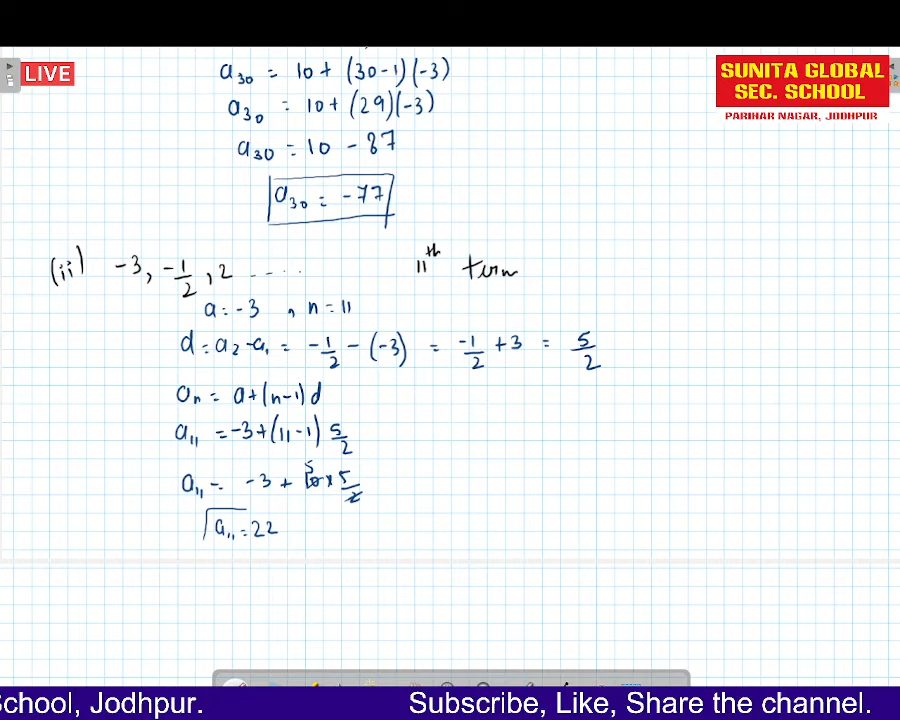 LIVE
SUNITA GLOBAL
SEC. SCHOOL
PARIHAR NAGAR, JODHPUR
a₃₀ = 10 + (30-1)(-3)
a₃₀ = 10 + (29)(-3)
a₃₀ = 10 - 87
a₃₀ = -77
(ii) -3, -1/2, 2 ..... 11th term
a = -3 , n = 11
d = a₂ - a₁ = -1/2 - (-3) = -1/2 + 3 = 5/2
aₙ = a + (n-1) d
a₁₁ = -3 + (11-1) 5/2
a₁₁ = -3 + 10 5 × 5/2
a₁₁ = 22
School, Jodhpur. Subscribe, Like, Share the channel.